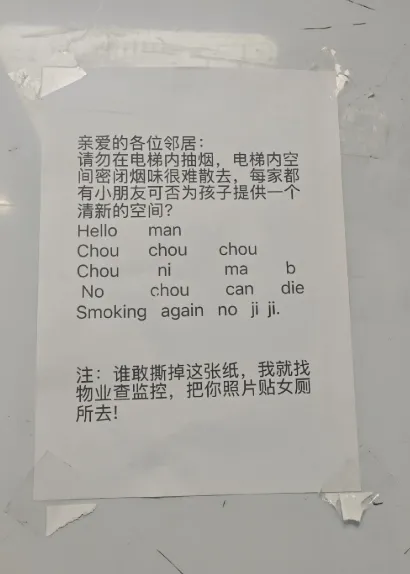 亲爱的各位邻居：
请勿在电梯内抽烟，电梯内空
间密闭烟味很难散去，每家都
有小朋友可否为孩子提供一个
清新的空间？
Hello man
Chou chou chou
Chou ni ma b
No chou can die
Smoking again no ji ji.
注：谁敢撕掉这张纸，我就找
物业查监控，把你照片贴女厕
所去！